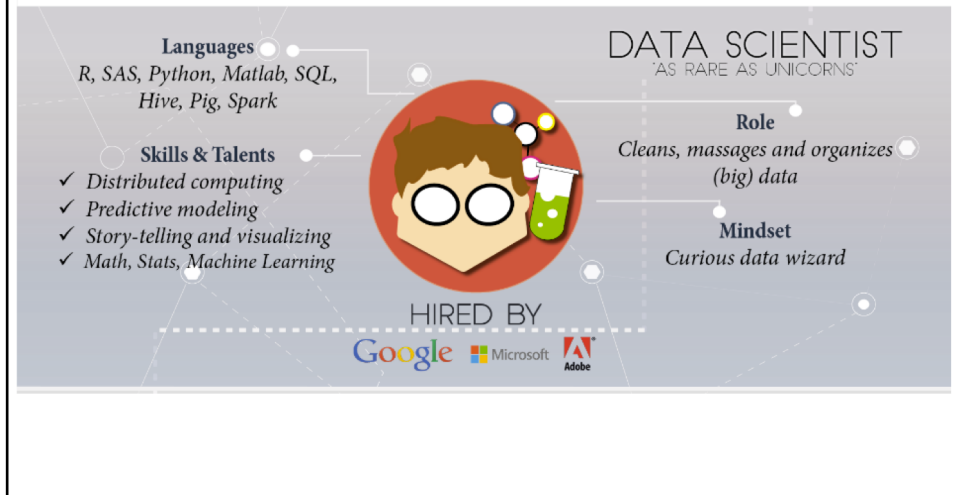 DATA SCIENTIST
"AS RARE AS UNICORNS"
Languages
R, SAS, Python, Matlab, SQL,
Hive, Pig, Spark
Skills & Talents
✓ Distributed computing
✓ Predictive modeling
✓ Story-telling and visualizing
✓ Math, Stats, Machine Learning
Role
Cleans, massages and organizes
(big) data
Mindset
Curious data wizard
HIRED BY
Google
Microsoft
Adobe